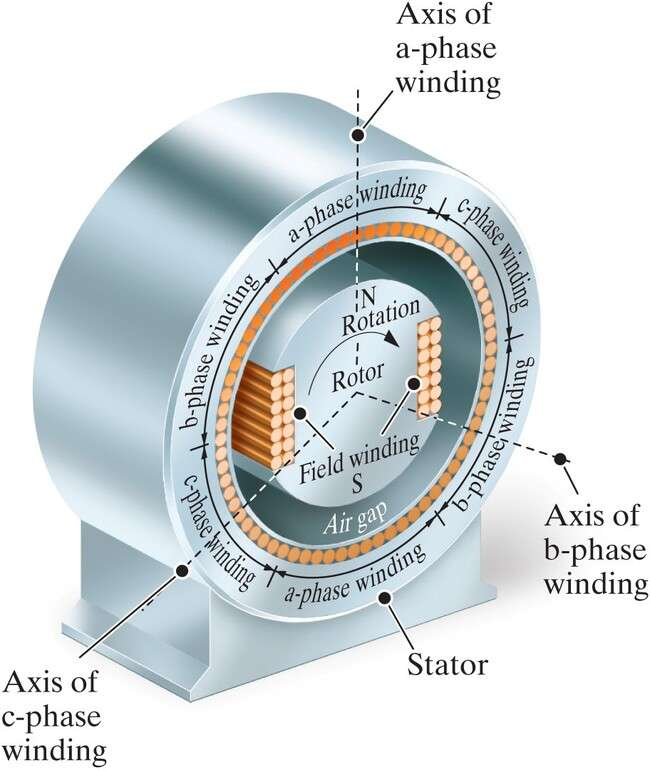 Axis of
a-phase
winding
a-phase winding
c-phase winding
b-phase winding
N
Rotation
Rotor
Field winding
S
Air gap
b-phase winding
c-phase winding
a-phase winding
Axis of
b-phase
winding
Stator
Axis of
c-phase
winding